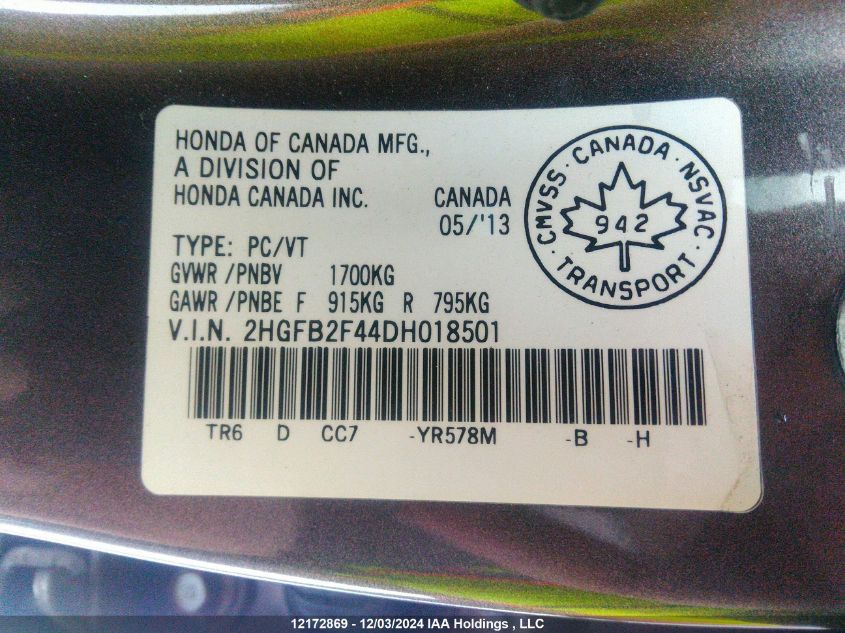 HONDA OF CANADA MFG.,
A DIVISION OF
HONDA CANADA INC. CANADA
05/'13
TYPE: PC/VT
GVWR/PNBV 1700KG
GAWR/PNBE F 915KG R 795KG
V.I.N. 2HGFB2F44DH018501
TR6 D CC7 -YR578M -B -H
CMVSS · CANADA · NSVAC
942
· TRANSPORT ·
12172869 - 12/03/2024 IAA Holdings , LLC